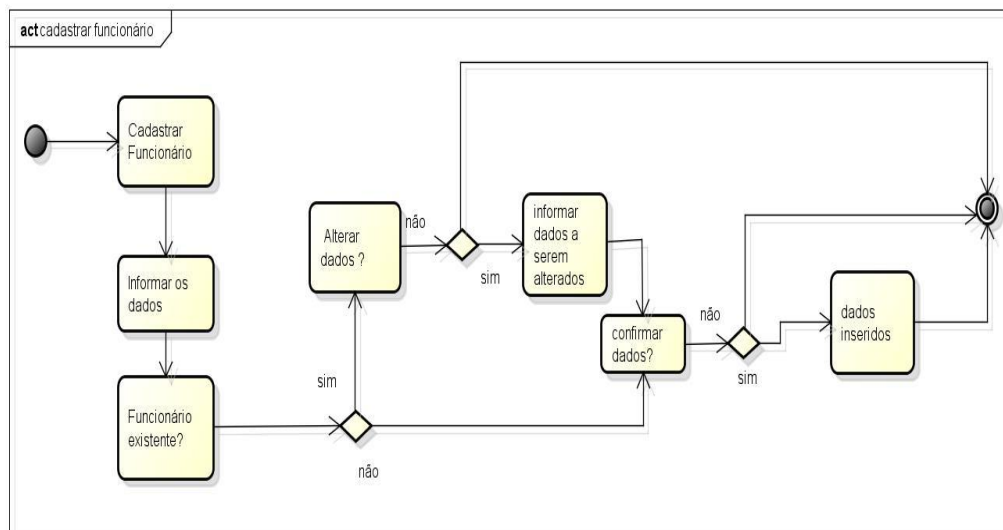 act cadastrar funcionário
Cadastrar
Funcionário
Informar os
dados
Funcionário
existente?
sim
não
Alterar
dados ?
não
sim
informar
dados a
serem
alterados
confirmar
dados?
não
sim
dados
inseridos